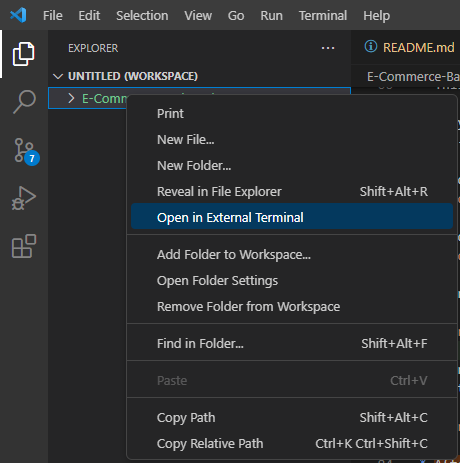 File Edit Selection View Go Run Terminal Help
EXPLORER
README.md
UNTITLED (WORKSPACE)
E-Commerce-Ba
E-Comm
Print
New File...
New Folder...
Reveal in File Explorer Shift+Alt+R
Open in External Terminal
Add Folder to Workspace...
Open Folder Settings
Remove Folder from Workspace
Find in Folder... Shift+Alt+F
Paste Ctrl+V
Copy Path Shift+Alt+C
Copy Relative Path Ctrl+K Ctrl+Shift+C
7